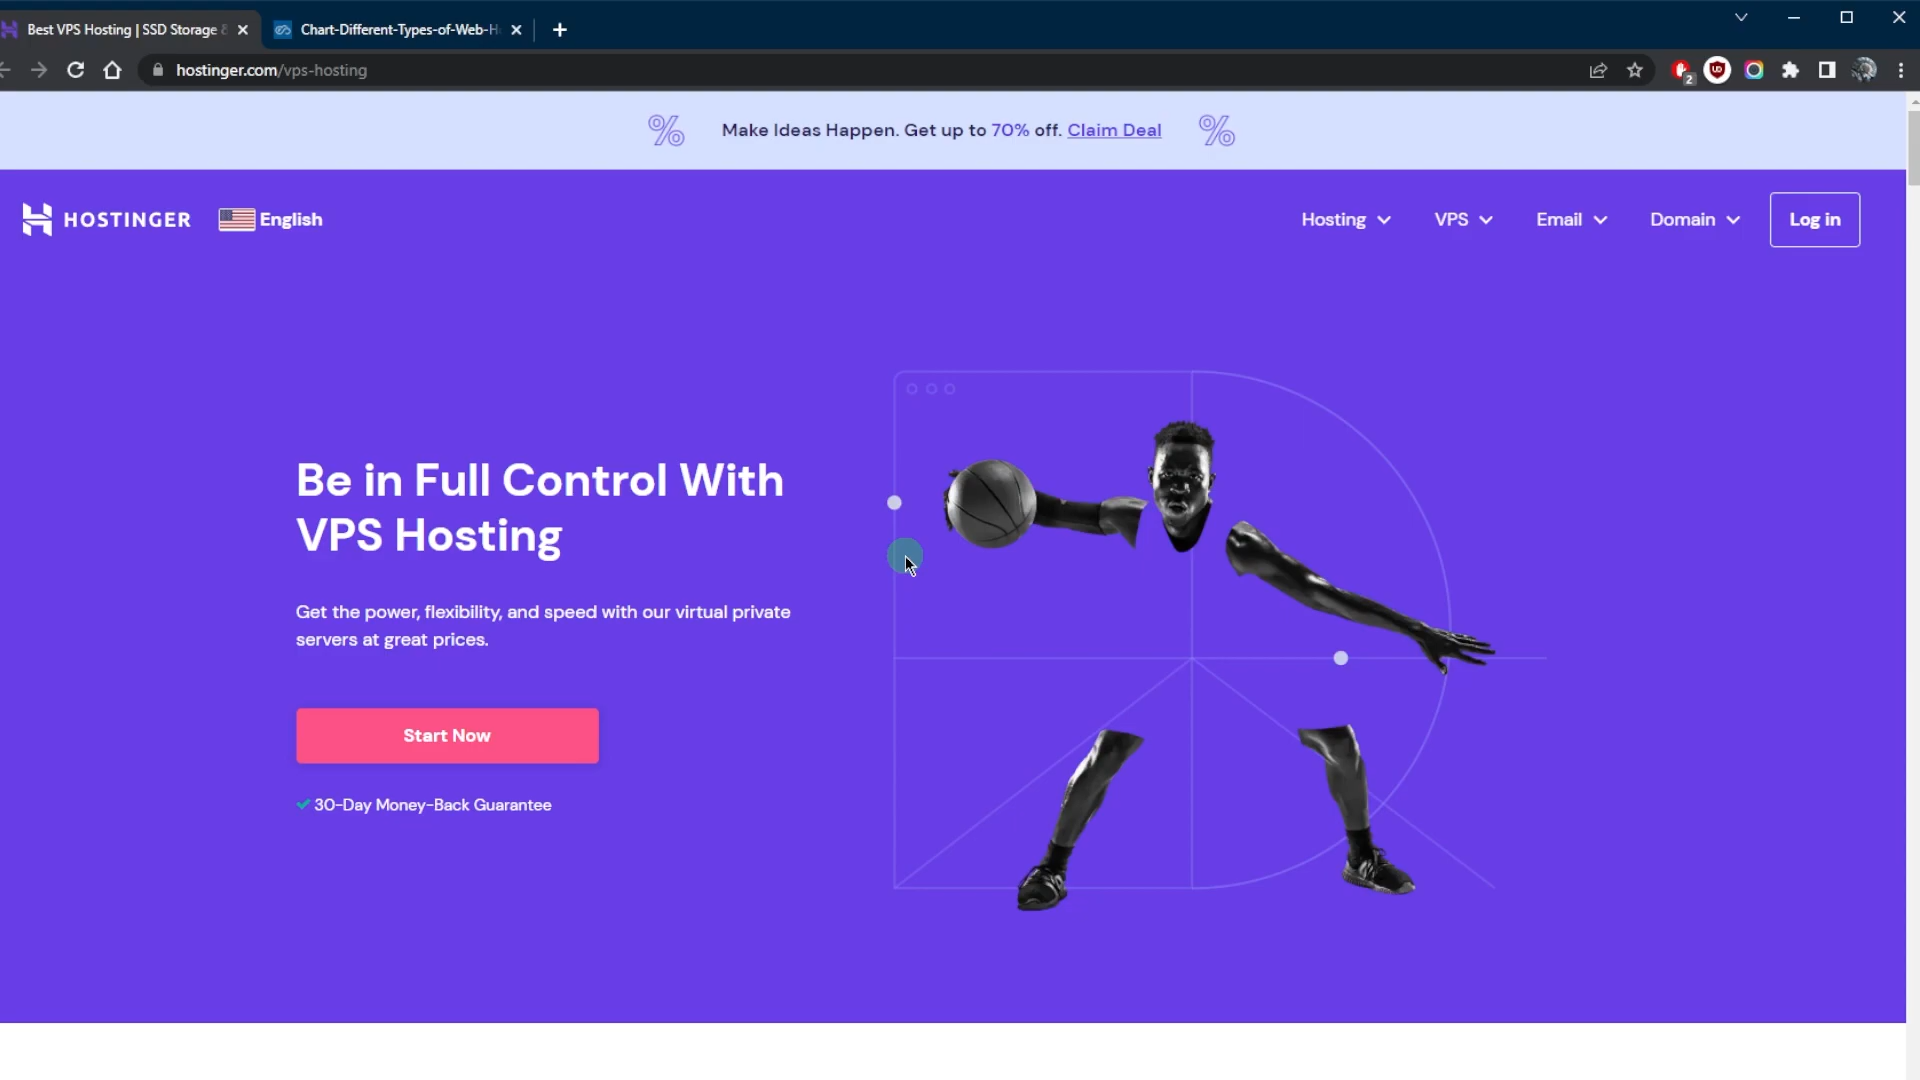 Best VPS Hosting | SSD Storage &
Chart-Different-Types-of-Web-H
hostinger.com/vps-hosting
2
UD
% Make Ideas Happen. Get up to 70% off. Claim Deal %
HOSTINGER
English
Hosting
VPS
Email
Domain
Log in
Be in Full Control With
VPS Hosting
Get the power, flexibility, and speed with our virtual private
servers at great prices.
Start Now
30-Day Money-Back Guarantee